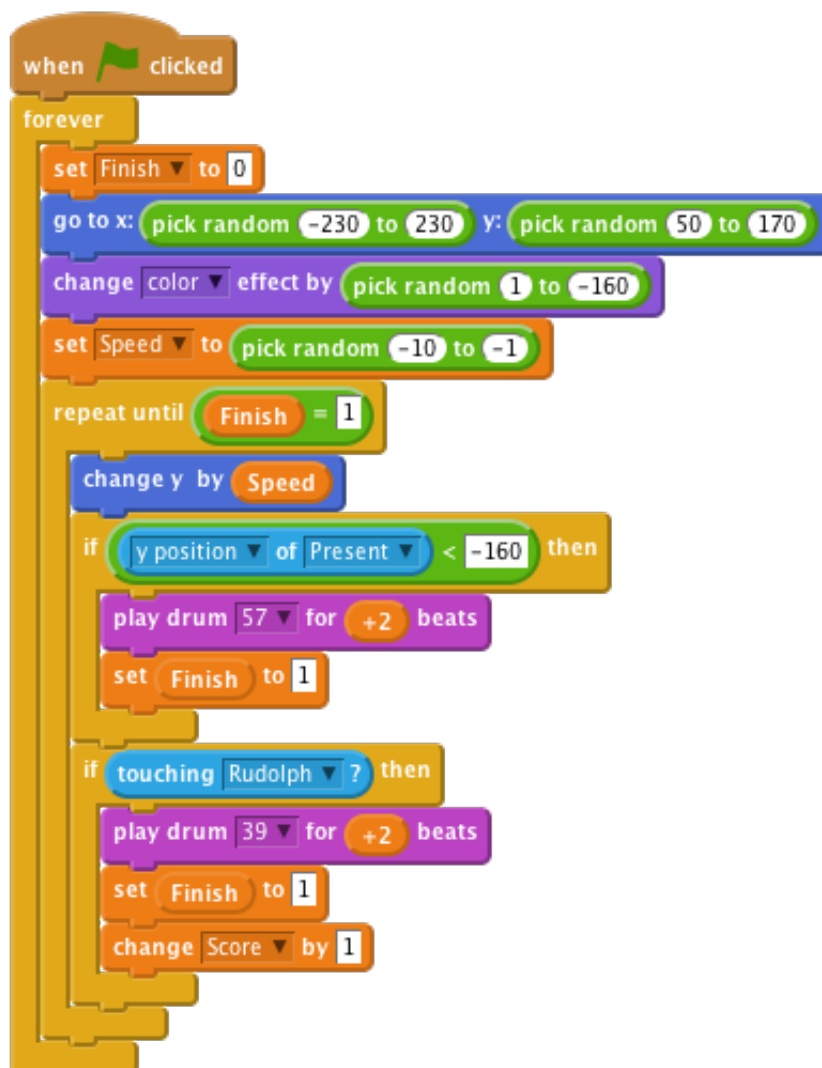 when clicked
forever
set Finish ▼ to 0
go to x: pick random -230 to 230 y: pick random 50 to 170
change color ▼ effect by pick random 1 to -160
set Speed ▼ to pick random -10 to -1
repeat until Finish = 1
change y by Speed
if y position ▼ of Present ▼ < -160 then
play drum 57 ▼ for +2 beats
set Finish to 1
if touching Rudolph ▼ ? then
play drum 39 ▼ for +2 beats
set Finish to 1
change Score ▼ by 1